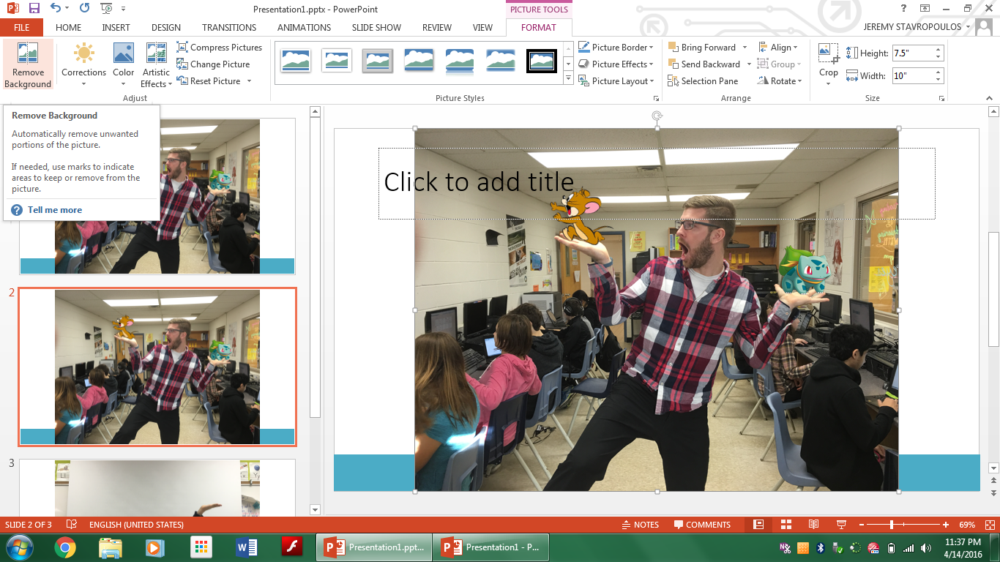 Presentation1.pptx - PowerPoint
PICTURE TOOLS
?
FILE
HOME
INSERT
DESIGN
TRANSITIONS
ANIMATIONS
SLIDE SHOW
REVIEW
VIEW
FORMAT
JEREMY STAVROPOULOS
Remove
Background
Corrections
Color
Artistic
Effects
Compress Pictures
Change Picture
Reset Picture
Adjust
Picture Styles
Picture Border
Picture Effects
Picture Layout
Bring Forward
Send Backward
Selection Pane
Align
Group
Rotate
Arrange
Crop
Height: 7.5"
Width: 10"
Size
Remove Background
Automatically remove unwanted
portions of the picture.
If needed, use marks to indicate
areas to keep or remove from the
picture.
? Tell me more
2
3
Click to add title
SLIDE 2 OF 3
ENGLISH (UNITED STATES)
NOTES
COMMENTS
69%
Presentation1.ppt...
Presentation1 - P...
11:37 PM
4/14/2016